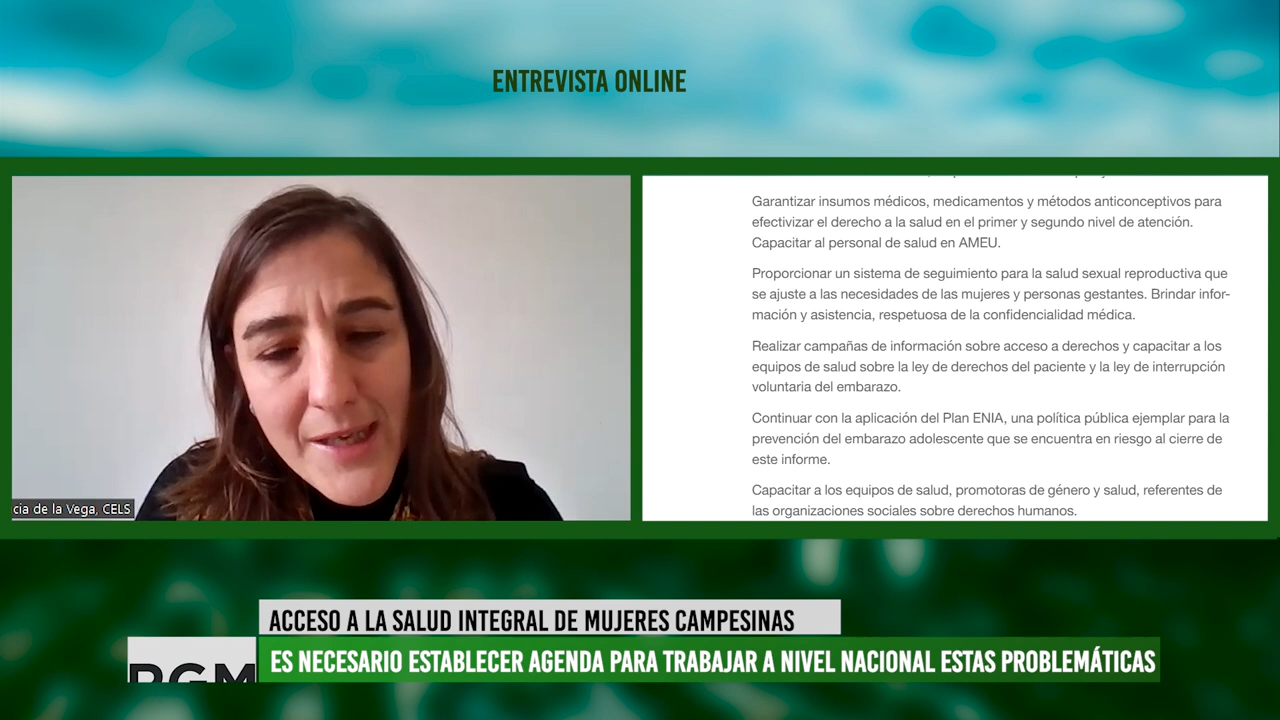 ENTREVISTA ONLINE
Garantizar insumos médicos, medicamentos y métodos anticonceptivos para
efectivizar el derecho a la salud en el primer y segundo nivel de atención.
Capacitar al personal de salud en AMEU.
Proporcionar un sistema de seguimiento para la salud sexual reproductiva que
se ajuste a las necesidades de las mujeres y personas gestantes. Brindar infor-
mación y asistencia, respetuosa de la confidencialidad médica.
Realizar campañas de información sobre acceso a derechos y capacitar a los
equipos de salud sobre la ley de derechos del paciente y la ley de interrupción
voluntaria del embarazo.
Continuar con la aplicación del Plan ENIA, una política pública ejemplar para la
prevención del embarazo adolescente que se encuentra en riesgo al cierre de
este informe.
Capacitar a los equipos de salud, promotoras de género y salud, referentes de
las organizaciones sociales sobre derechos humanos.
cía de la Vega, CELS
ACCESO A LA SALUD INTEGRAL DE MUJERES CAMPESINAS
ES NECESARIO ESTABLECER AGENDA PARA TRABAJAR A NIVEL NACIONAL ESTAS PROBLEMÁTICAS